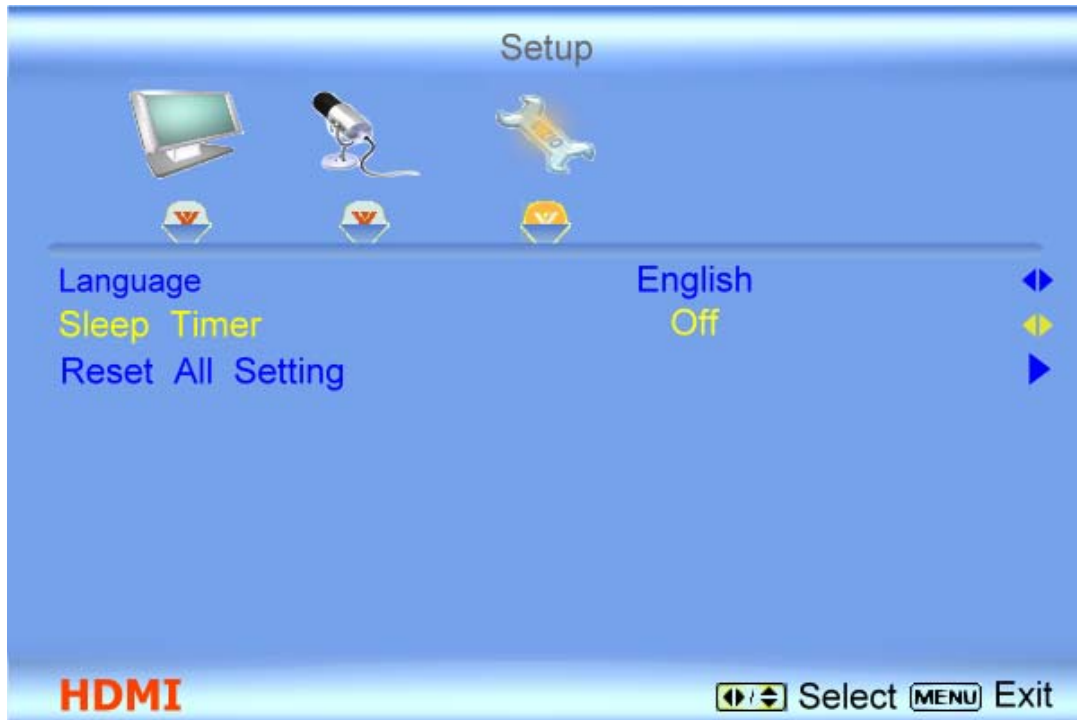 Setup
Language English
Sleep Timer Off
Reset All Setting
HDMI Select MENU Exit